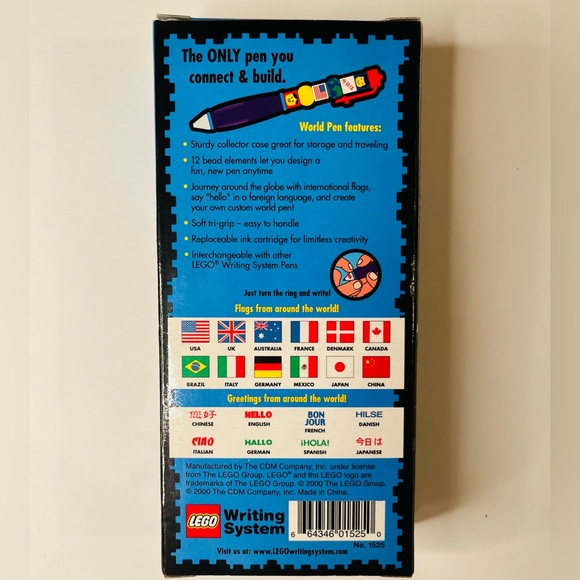 The ONLY pen you
connect & build.
World Pen features:
• Sturdy collector case great for storage and traveling
• 12 bead elements let you design a
fun, new pen anytime
• Journey around the globe with international flags,
say "hello" in a foreign language, and create
your own custom world pen!
• Soft tri-grip – easy to handle
• Replaceable ink cartridge for limitless creativity
• Interchangeable with other
LEGO® Writing System Pens
Just turn the ring and write!
Flags from around the world!
USA UK AUSTRALIA FRANCE DENMARK CANADA
BRAZIL ITALY GERMANY MEXICO JAPAN CHINA
Greetings from around the world!
HELLO BON JOUR HILSE
CHINESE ENGLISH FRENCH DANISH
CIAO HALLO ¡HOLA! 今日は
ITALIAN GERMAN SPANISH JAPANESE
Manufactured by The CDM Company, Inc. under license
from The LEGO Group. LEGO® and the LEGO logo are
trademarks of The LEGO Group. © 2000 The LEGO Group.
© 2000 The CDM Company, Inc. Made in China.
LEGO Writing
System
6 64346 01525 0
No. 1525
Visit us at: www.LEGOwritingsystem.com